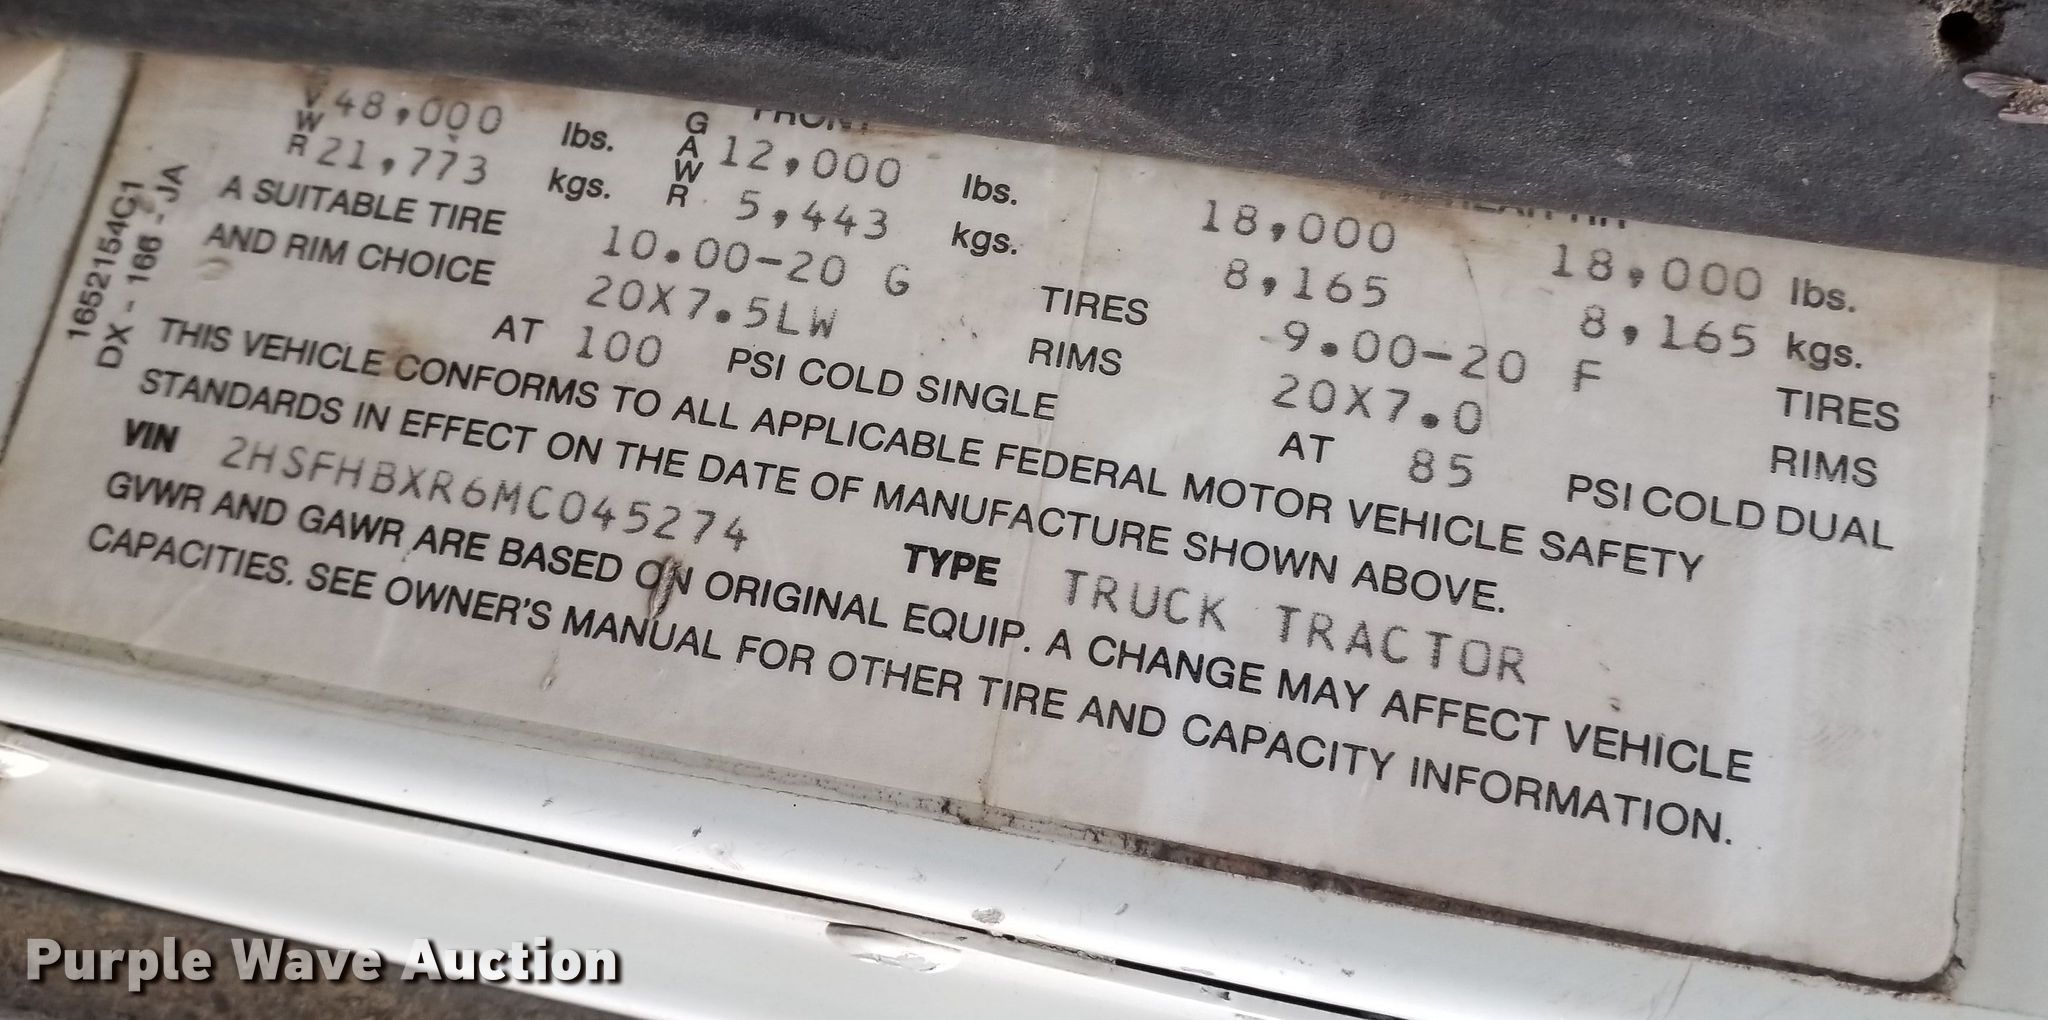 V 48,000 lbs. G FRONT
W A 12,000 lbs. 18,000 18,000 lbs.
R 21,773 kgs. W
R 5,443 kgs. 8,165 8,165 kgs.
A SUITABLE TIRE 10.00-20 G TIRES 9.00-20 F TIRES
AND RIM CHOICE 20X7.5LW RIMS 20X7.0 RIMS
AT 100 PSI COLD SINGLE AT 85 PSI COLD DUAL
THIS VEHICLE CONFORMS TO ALL APPLICABLE FEDERAL MOTOR VEHICLE SAFETY
STANDARDS IN EFFECT ON THE DATE OF MANUFACTURE SHOWN ABOVE.
VIN 2HSFHBXR6MC045274 TYPE TRUCK TRACTOR
GVWR AND GAWR ARE BASED ON ORIGINAL EQUIP. A CHANGE MAY AFFECT VEHICLE
CAPACITIES. SEE OWNER'S MANUAL FOR OTHER TIRE AND CAPACITY INFORMATION.
1652154C1
DX - 166 - JA
Purple Wave Auction